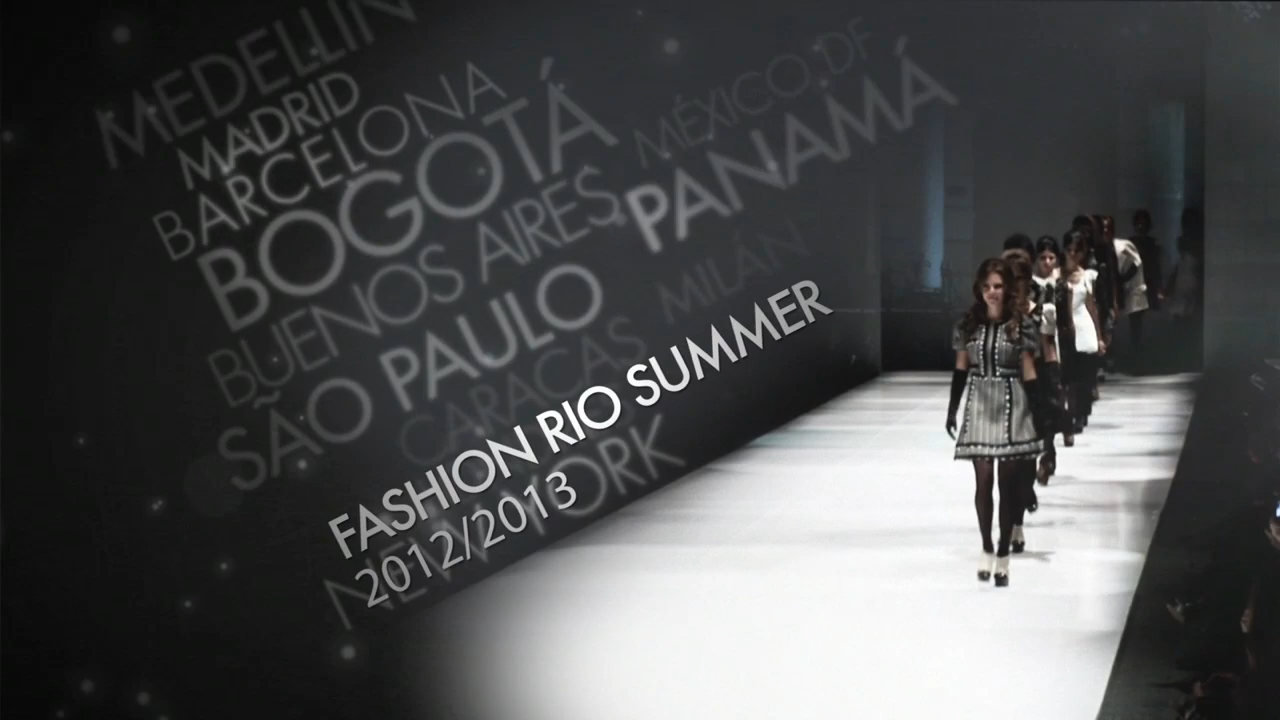 MEDELLÍN
MADRID
BARCELONA
BOGOTÁ
MÉXICO DF
PANAMÁ
BUENOS AIRES
SÃO PAULO
MILÁN
CARACAS
FASHION RIO SUMMER
2012/2013
NEW YORK